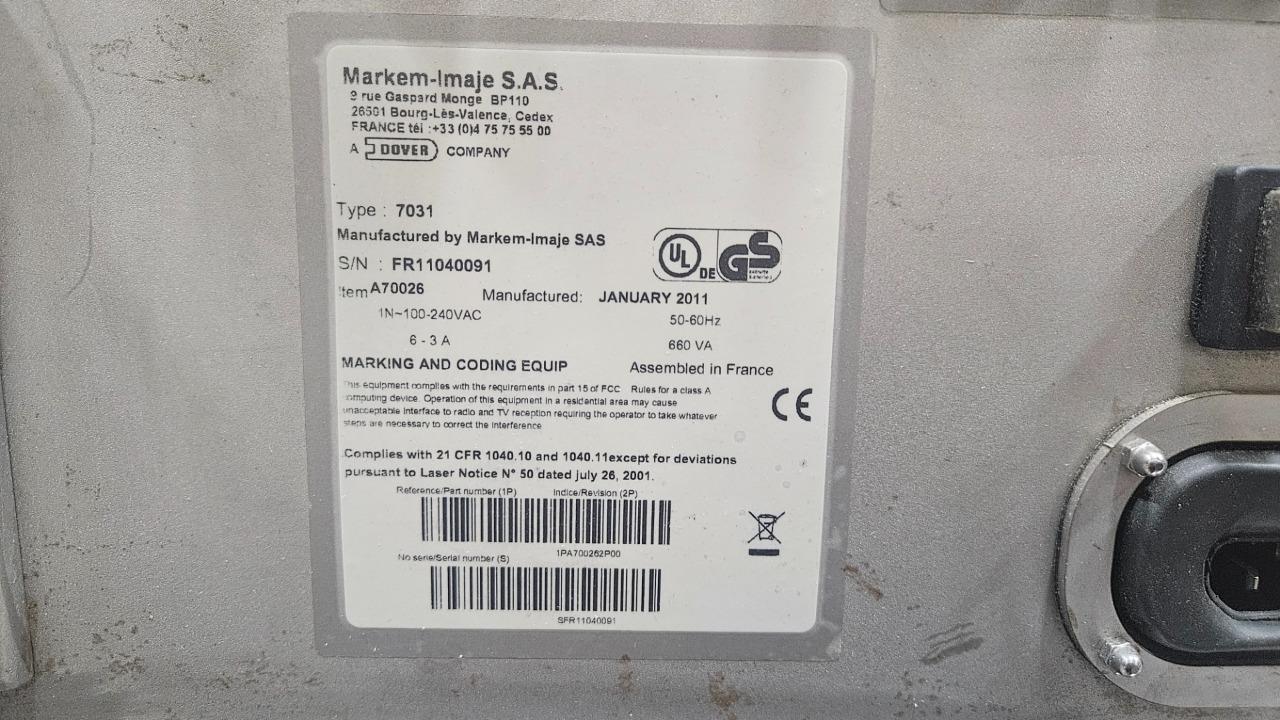 Markem-Imaje S.A.S.
9 rue Gaspard Monge BP110
26501 Bourg-Lès-Valence, Cedex
FRANCE tél :+33 (0)4 75 75 55 00
A DOVER COMPANY
Type : 7031
Manufactured by Markem-Imaje SAS
S/N : FR11040091
UL DE GS
Item A70026 Manufactured: JANUARY 2011
1N~100-240VAC 50-60Hz
6 - 3 A 660 VA
MARKING AND CODING EQUIP Assembled in France
This equipment complies with the requirements in part 15 of FCC Rules for a class A
computing device. Operation of this equipment in a residential area may cause
unacceptable interface to radio and TV reception requiring the operator to take whatever
steps are necessary to correct the interference
CE
Complies with 21 CFR 1040.10 and 1040.11except for deviations
pursuant to Laser Notice N° 50 dated july 26, 2001.
Reference/Part number (1P) Indice/Revision (2P)
1PA700262P00
No serie/Serial number (S)
SFR11040091